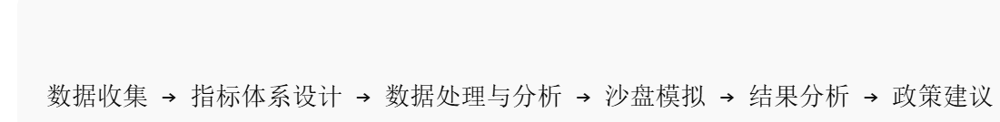 数据收集 → 指标体系设计 → 数据处理与分析 → 沙盘模拟 → 结果分析 → 政策建议